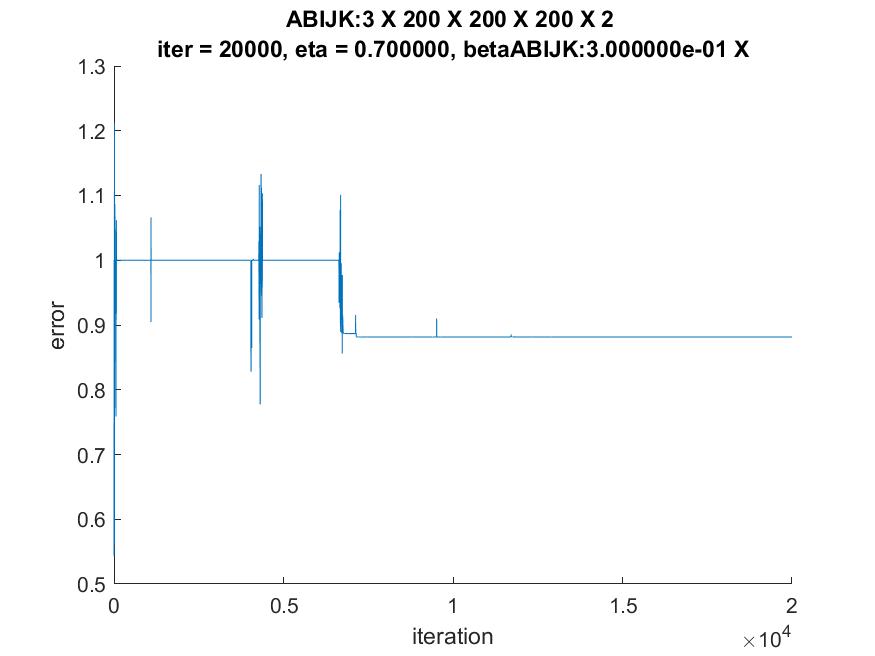 ABIJK:3 X 200 X 200 X 200 X 2
iter = 20000, eta = 0.700000, betaABIJK:3.000000e-01 X
1.3
1.2
1.1
1
0.9
0.8
0.7
0.6
0.5
error
0 0.5 1 1.5 2
iteration
×10^4